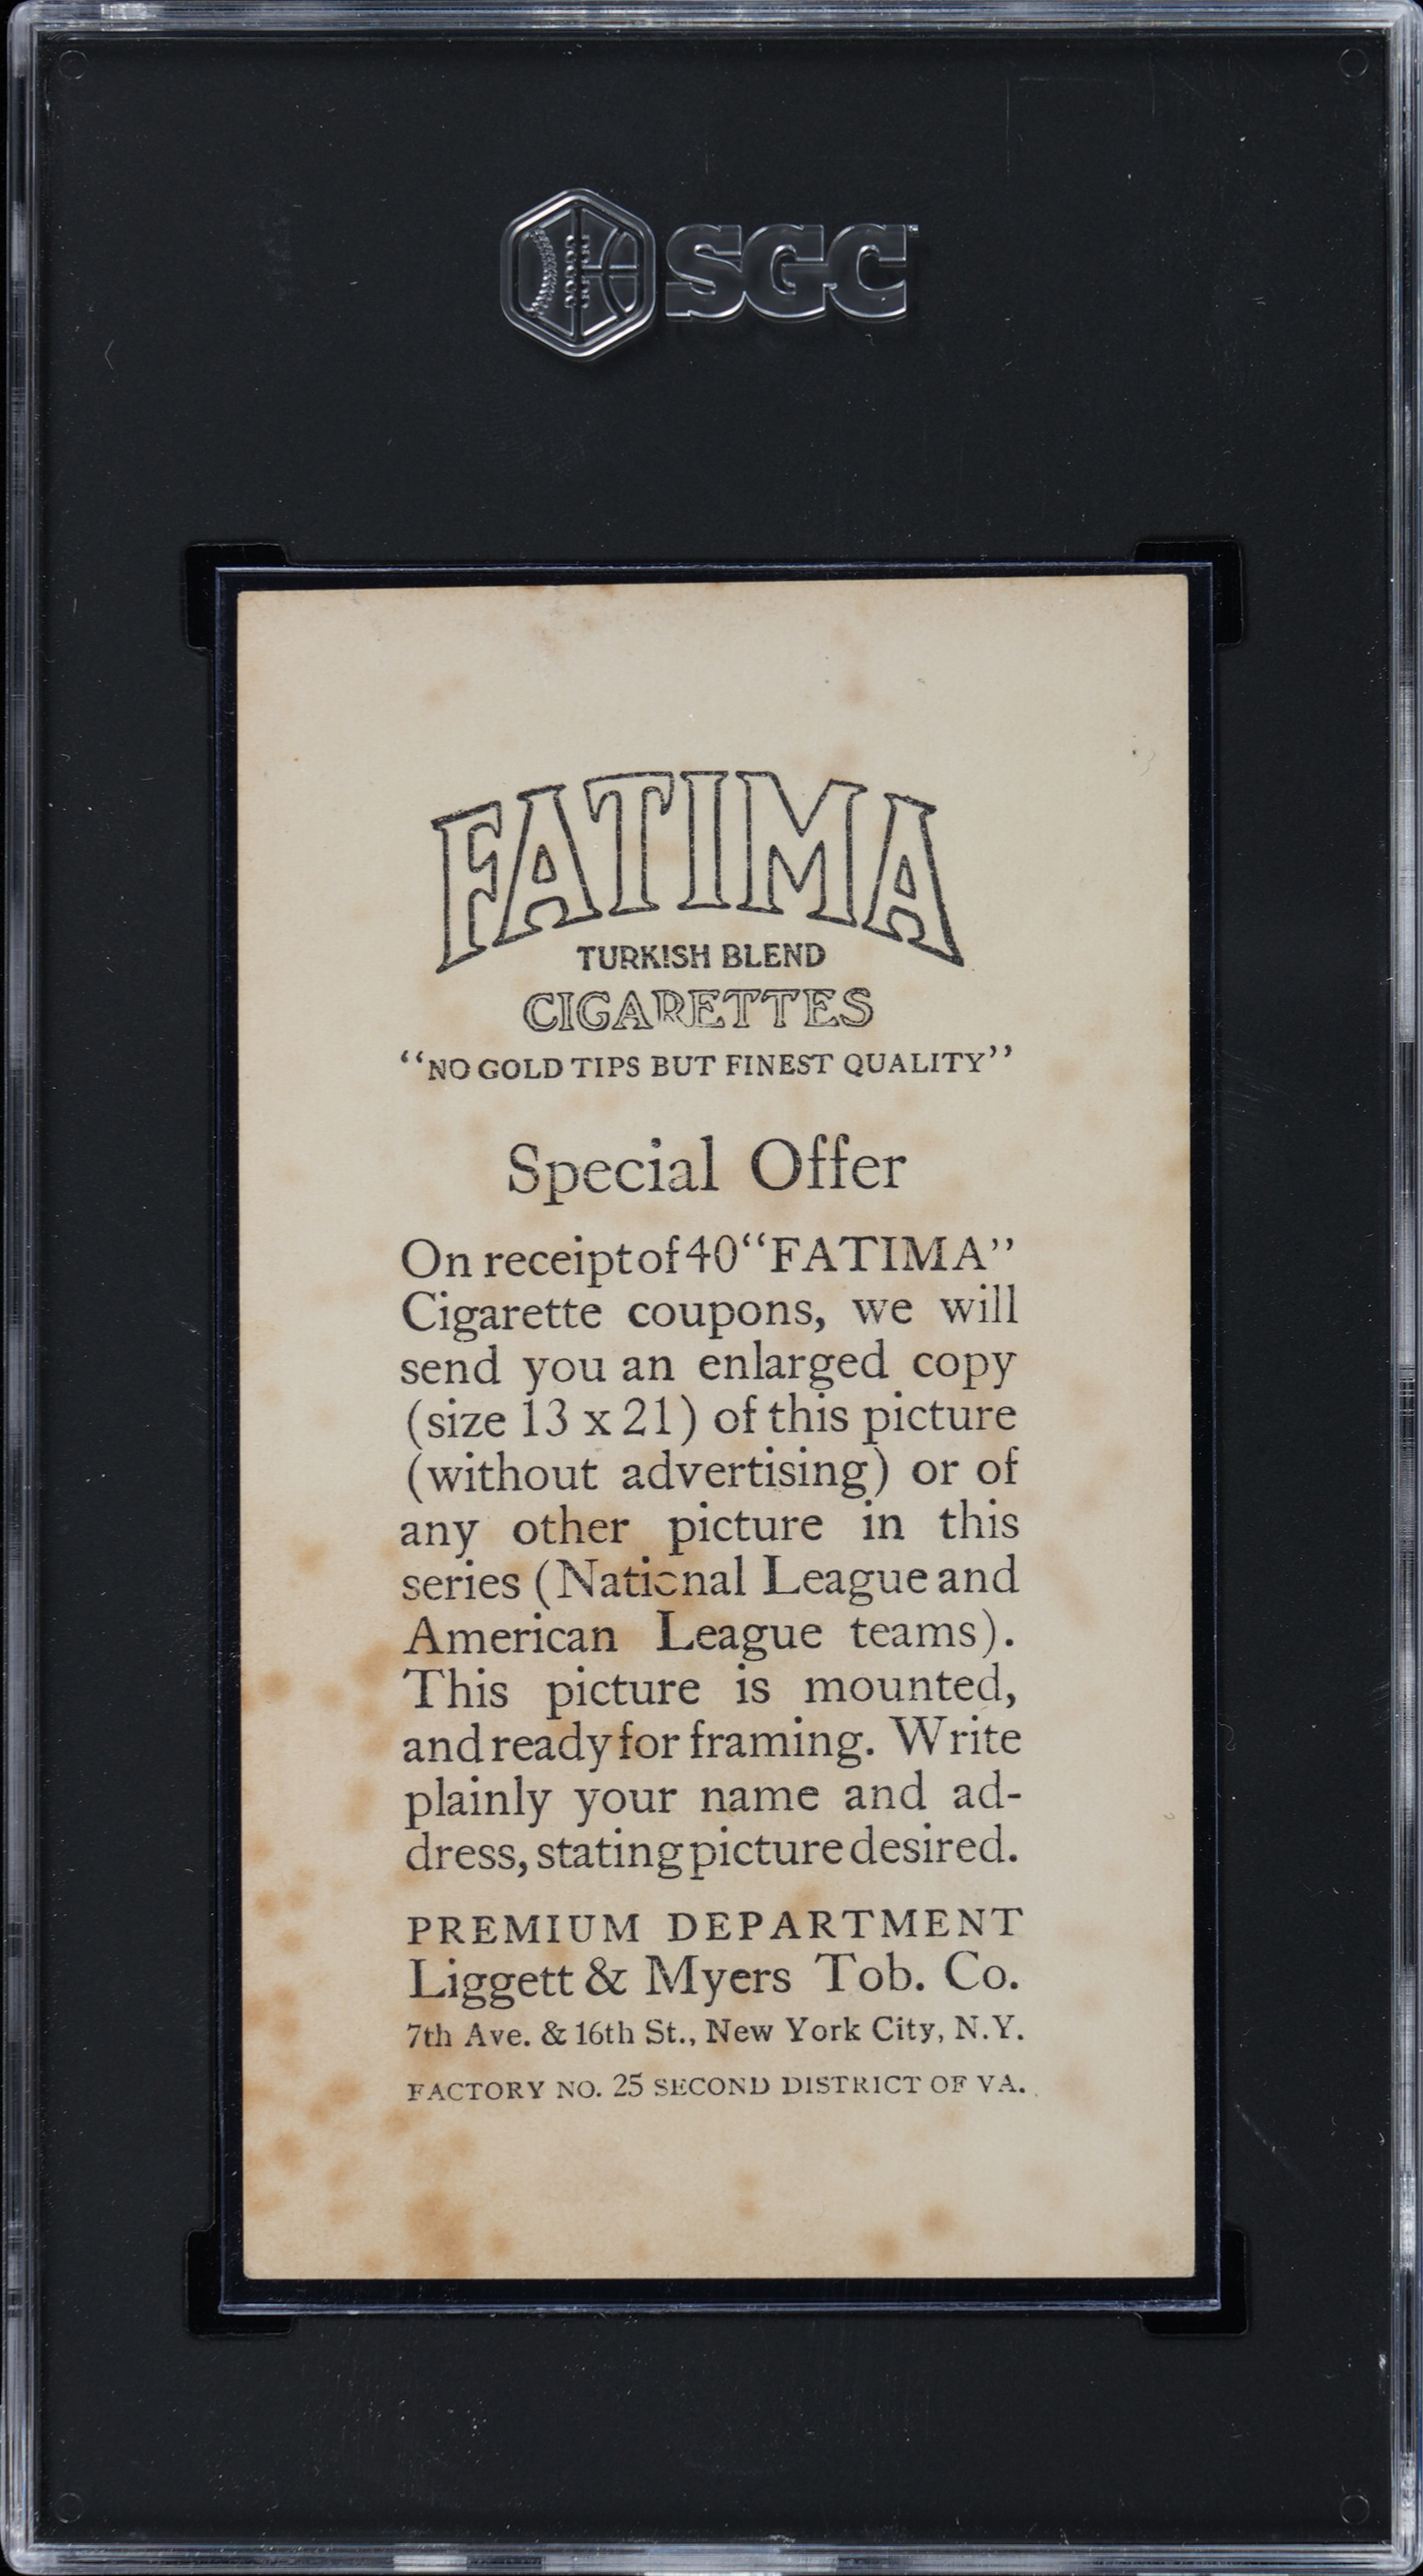 SGC
FATIMA
TURKISH BLEND
CIGARETTES
“NO GOLD TIPS BUT FINEST QUALITY”
Special Offer
On receipt of 40 “FATIMA”
Cigarette coupons, we will
send you an enlarged copy
(size 13 x 21) of this picture
(without advertising) or of
any other picture in this
series (National League and
American League teams).
This picture is mounted,
and ready for framing. Write
plainly your name and ad-
dress, stating picture desired.
PREMIUM DEPARTMENT
Liggett & Myers Tob. Co.
7th Ave. & 16th St., New York City, N.Y.
FACTORY NO. 25 SECOND DISTRICT OF VA.